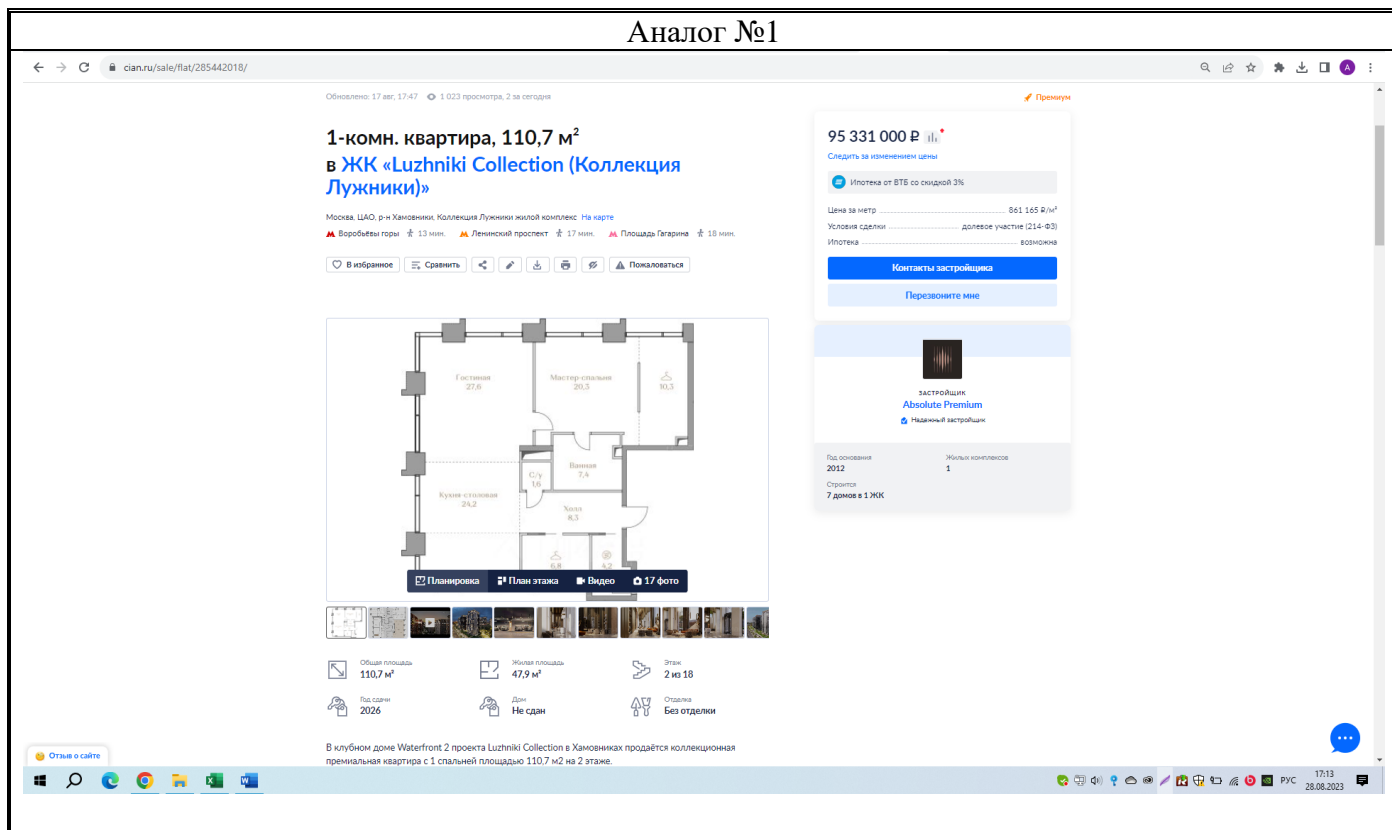 Аналог №1
cian.ru/sale/flat/285442018/
Обновлено: 17 авг, 17:47 1 023 просмотра, 2 за сегодня
Премиум
1-комн. квартира, 110,7 м²
в ЖК «Luzhniki Collection (Коллекция
Лужники)»
Москва, ЦАО, р-н Хамовники, Коллекция Лужники жилой комплекс На карте
Воробьёвы горы 13 мин. Ленинский проспект 17 мин. Площадь Гагарина 18 мин.
В избранное Сравнить Пожаловаться
95 331 000 ₽
Следить за изменением цены
Ипотека от ВТБ со скидкой 3%
Цена за метр 861 165 ₽/м²
Условия сделки долевое участие (214-ФЗ)
Ипотека возможна
Контакты застройщика
Перезвоните мне
ЗАСТРОЙЩИК
Absolute Premium
Надежный застройщик
Год основания Жилых комплексов
2012 1
Строится
7 домов в 1 ЖК
Гостиная
27,6
Мастер-спальня
20,3
10,3
Ванная
7,4
С/у
1,6
Кухня-столовая
24,2
Холл
8,3
6,8
4,2
Планировка План этажа Видео 17 фото
Общая площадь Жилая площадь Этаж
110,7 м² 47,9 м² 2 из 18
Год сдачи Дом Отделка
2026 Не сдан Без отделки
В клубном доме Waterfront 2 проекта Luzhniki Collection в Хамовниках продаётся коллекционная
премиальная квартира с 1 спальней площадью 110,7 м2 на 2 этаже.
Отзыв о сайте
РУС
17:13
28.08.2023